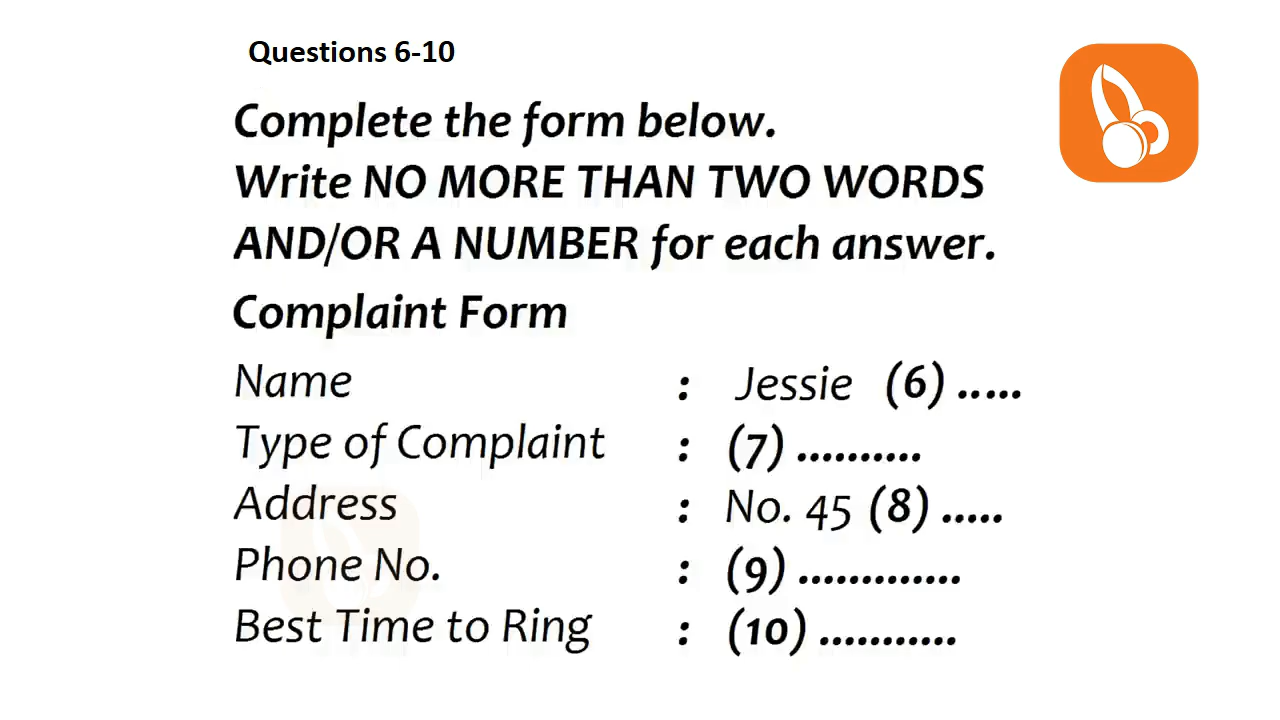 Questions 6-10
Complete the form below.
Write NO MORE THAN TWO WORDS
AND/OR A NUMBER for each answer.
Complaint Form
Name : Jessie (6) .....
Type of Complaint : (7) ..........
Address : No. 45 (8) .....
Phone No. : (9) .............
Best Time to Ring : (10) ...........